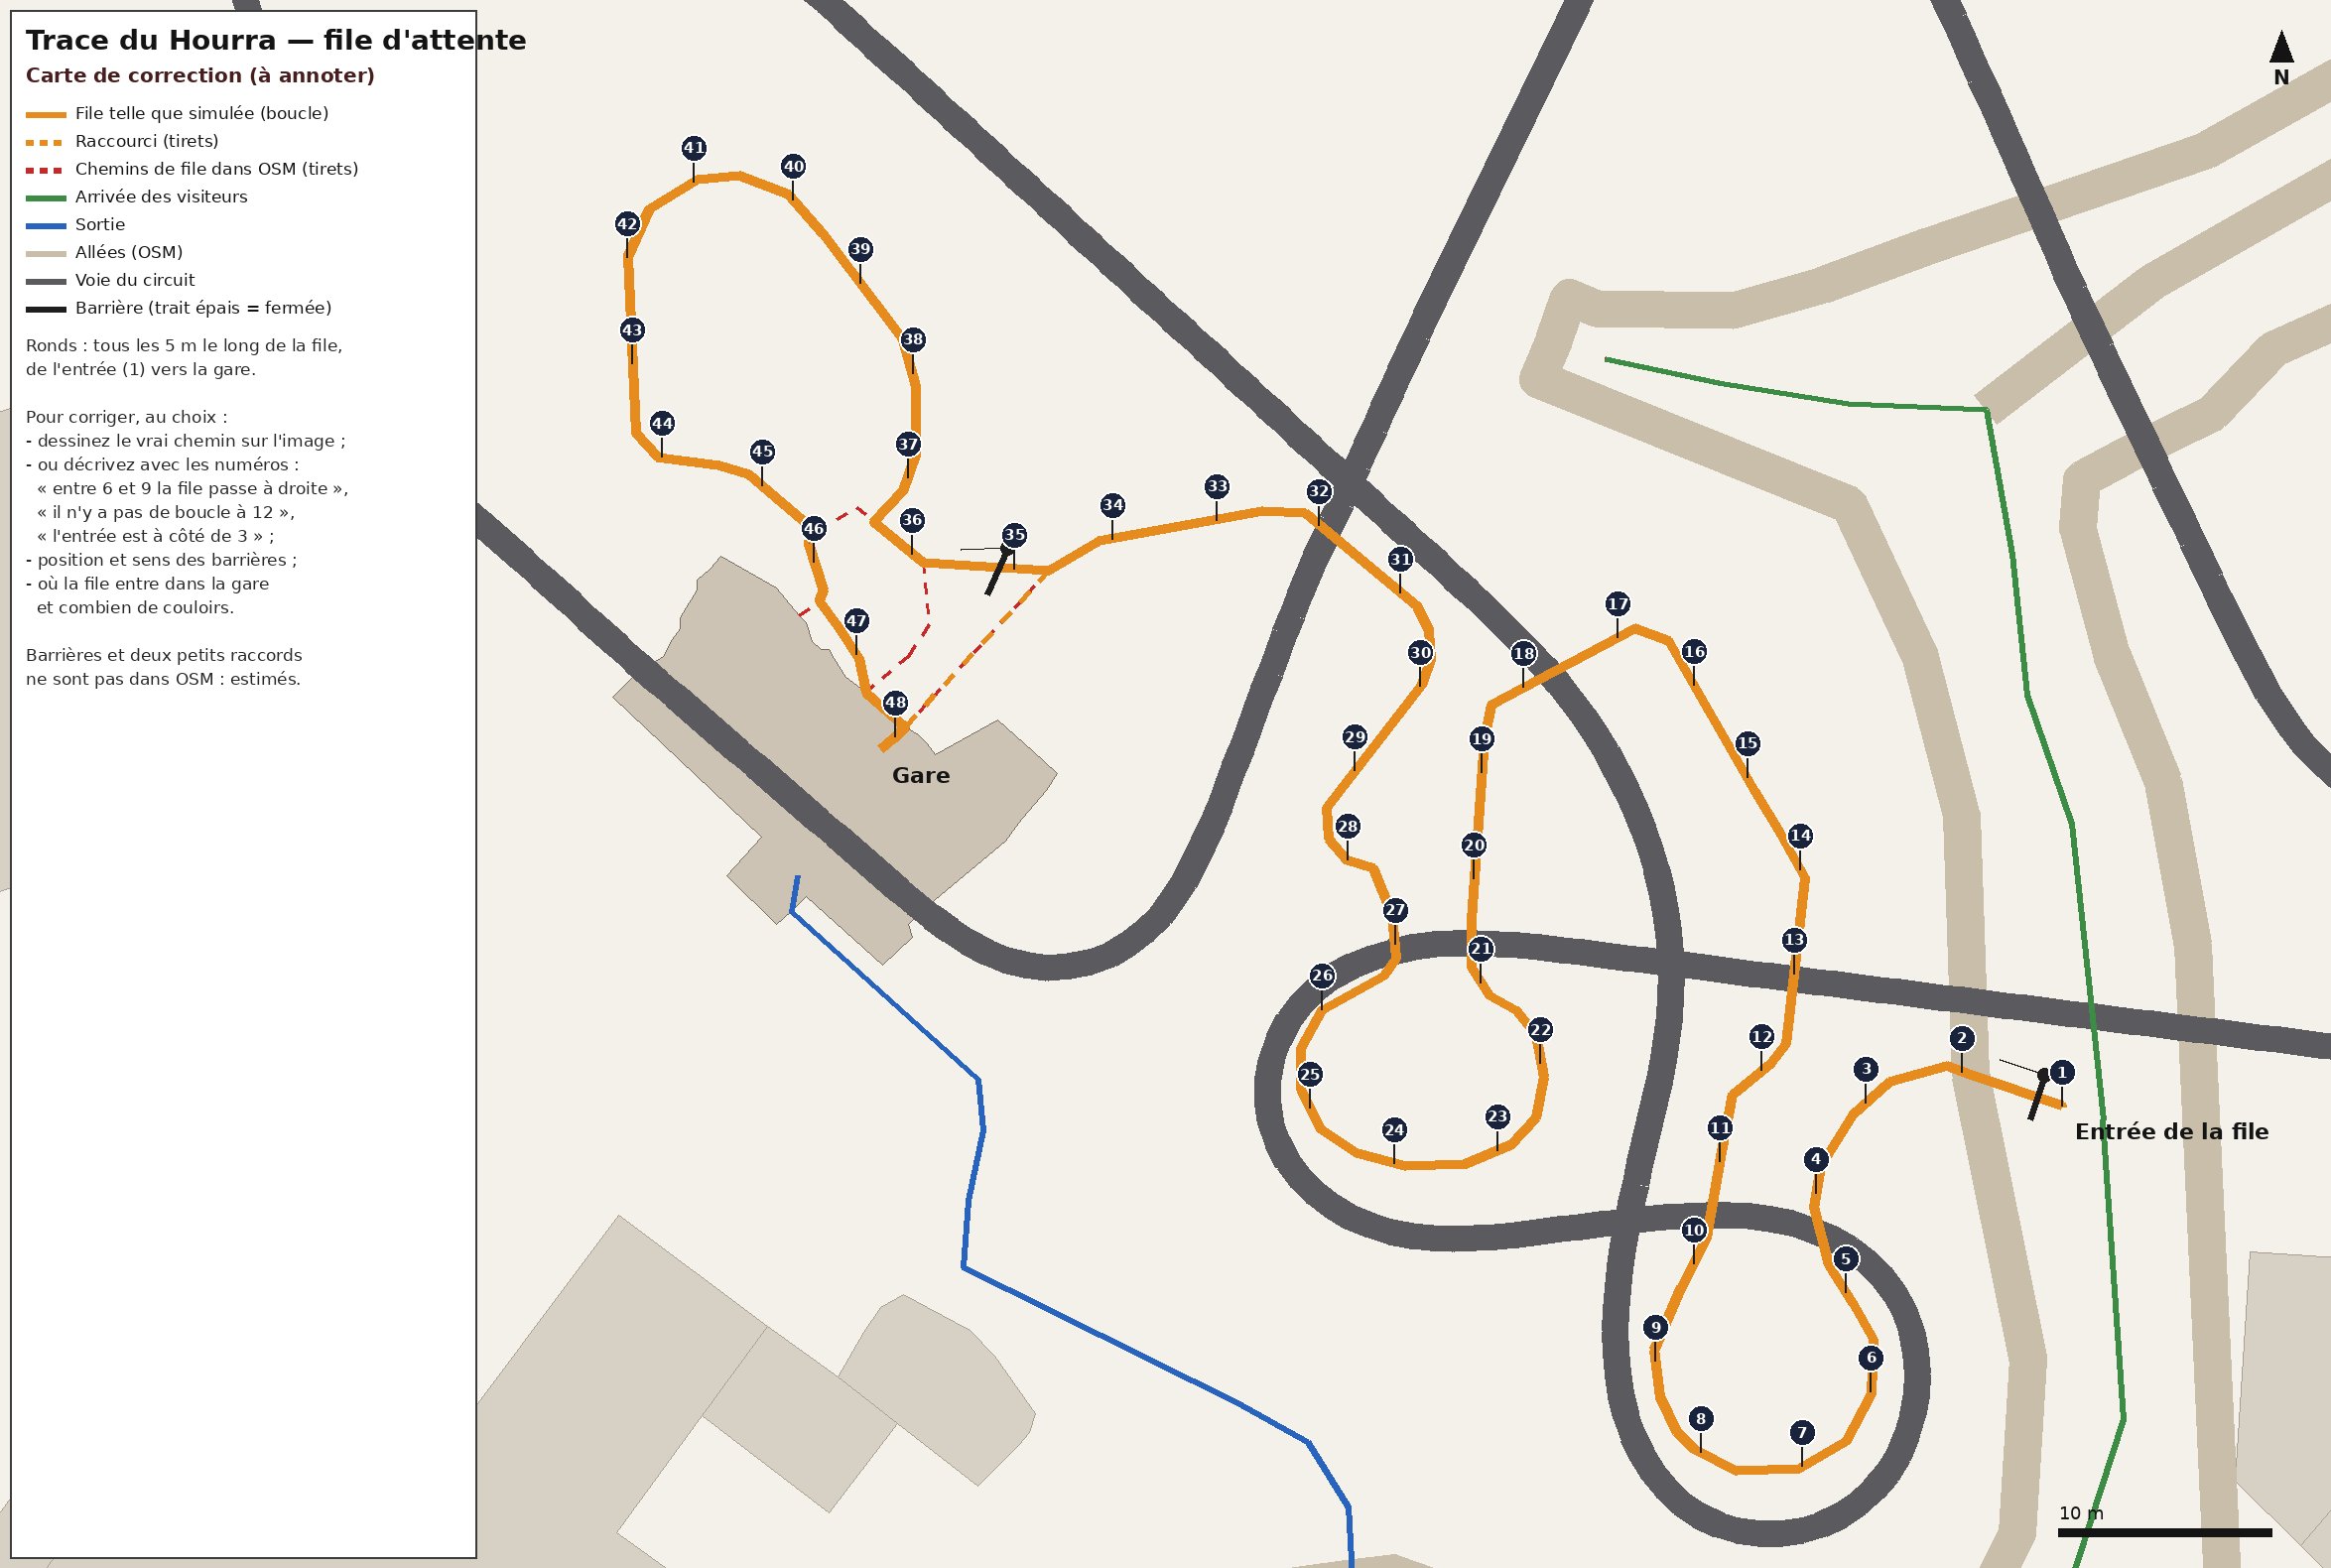 Trace du Hourra — file d'attente
Carte de correction (à annoter)
File telle que simulée (boucle)
Raccourci (tirets)
Chemins de file dans OSM (tirets)
Arrivée des visiteurs
Sortie
Allées (OSM)
Voie du circuit
Barrière (trait épais = fermée)
Ronds : tous les 5 m le long de la file,
de l'entrée (1) vers la gare.
Pour corriger, au choix :
- dessinez le vrai chemin sur l'image ;
- ou décrivez avec les numéros :
« entre 6 et 9 la file passe à droite »,
« il n'y a pas de boucle à 12 »,
« l'entrée est à côté de 3 » ;
- position et sens des barrières ;
- où la file entre dans la gare
et combien de couloirs.
Barrières et deux petits raccords
ne sont pas dans OSM : estimés.
N
41
40
42
39
43
38
44
37
45
46
36
35
34
33
32
31
30
17
18
16
47
48
29
19
15
Gare
28
20
14
27
21
13
26
22
12
2
25
3
1
24
23
11
Entrée de la file
4
10
5
9
6
8
7
10 m